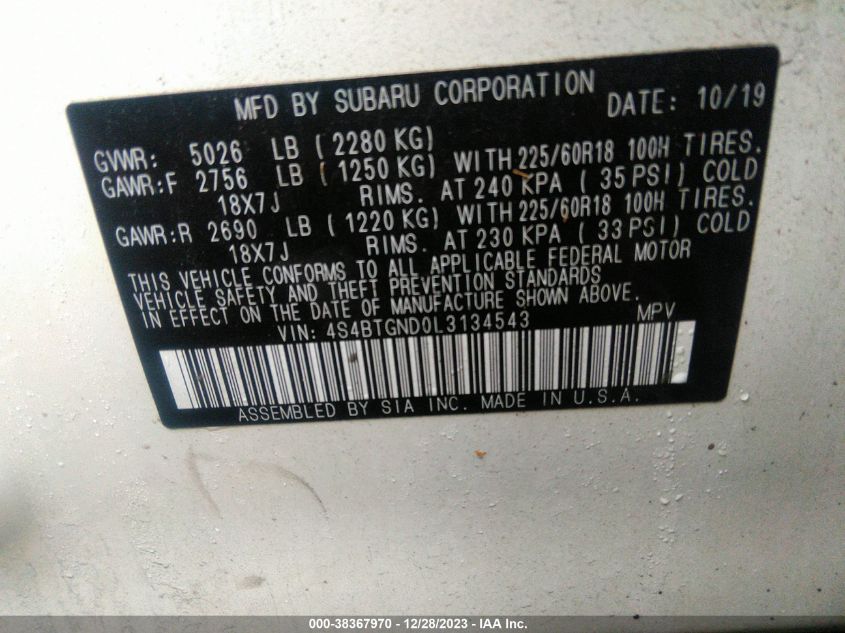 MFD BY SUBARU CORPORATION DATE: 10/19
GVWR: 5026 LB ( 2280 KG)
GAWR:F 2756 LB ( 1250 KG) WITH 225/60R18 100H TIRES.
18X7J RIMS. AT 240 KPA ( 35 PSI) COLD
GAWR:R 2690 LB ( 1220 KG) WITH 225/60R18 100H TIRES.
18X7J RIMS. AT 230 KPA ( 33 PSI) COLD
THIS VEHICLE CONFORMS TO ALL APPLICABLE FEDERAL MOTOR
VEHICLE SAFETY AND THEFT PREVENTION STANDARDS
IN EFFECT ON THE DATE OF MANUFACTURE SHOWN ABOVE.
VIN: 4S4BTGND0L3134543 MPV
ASSEMBLED BY SIA INC. MADE IN U.S.A.
000-38367970 - 12/28/2023 - IAA Inc.